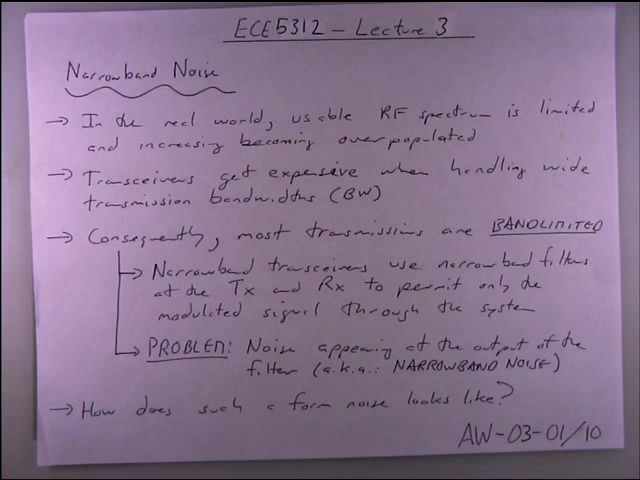 ECE5312 - Lecture 3
Narrowband Noise
→ In the real world, usable RF spectrum is limited
and increasing becoming overpopulated
→ Transceivers get expensive when handling wide
transmission bandwidths (BW)
→ Consequently, most transmissions are BANDLIMITED
→ Narrowband transceivers use narrowband filters
at the Tx and Rx to permit only the
modulated signal through the system
→ PROBLEM: Noise appearing at the output of the
filter (a.k.a.: NARROWBAND NOISE)
→ How does such a form noise looks like?
AW-03-01/10